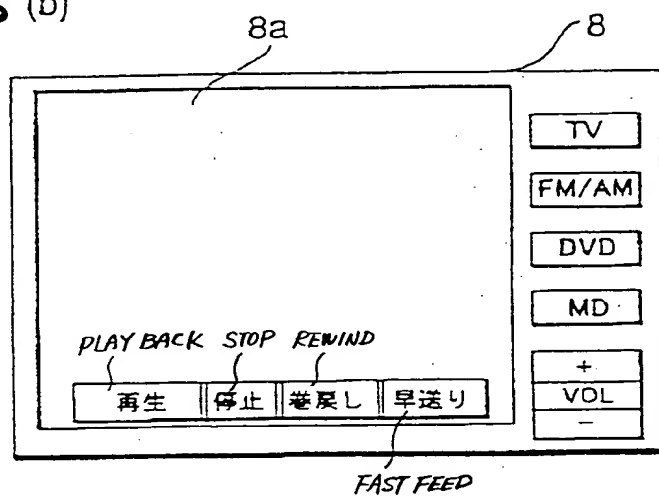 (b)
8a
8
TV
FM/AM
DVD
MD
+
VOL
−
PLAY BACK STOP REWIND
再生 停止 巻戻し 早送り
FAST FEED